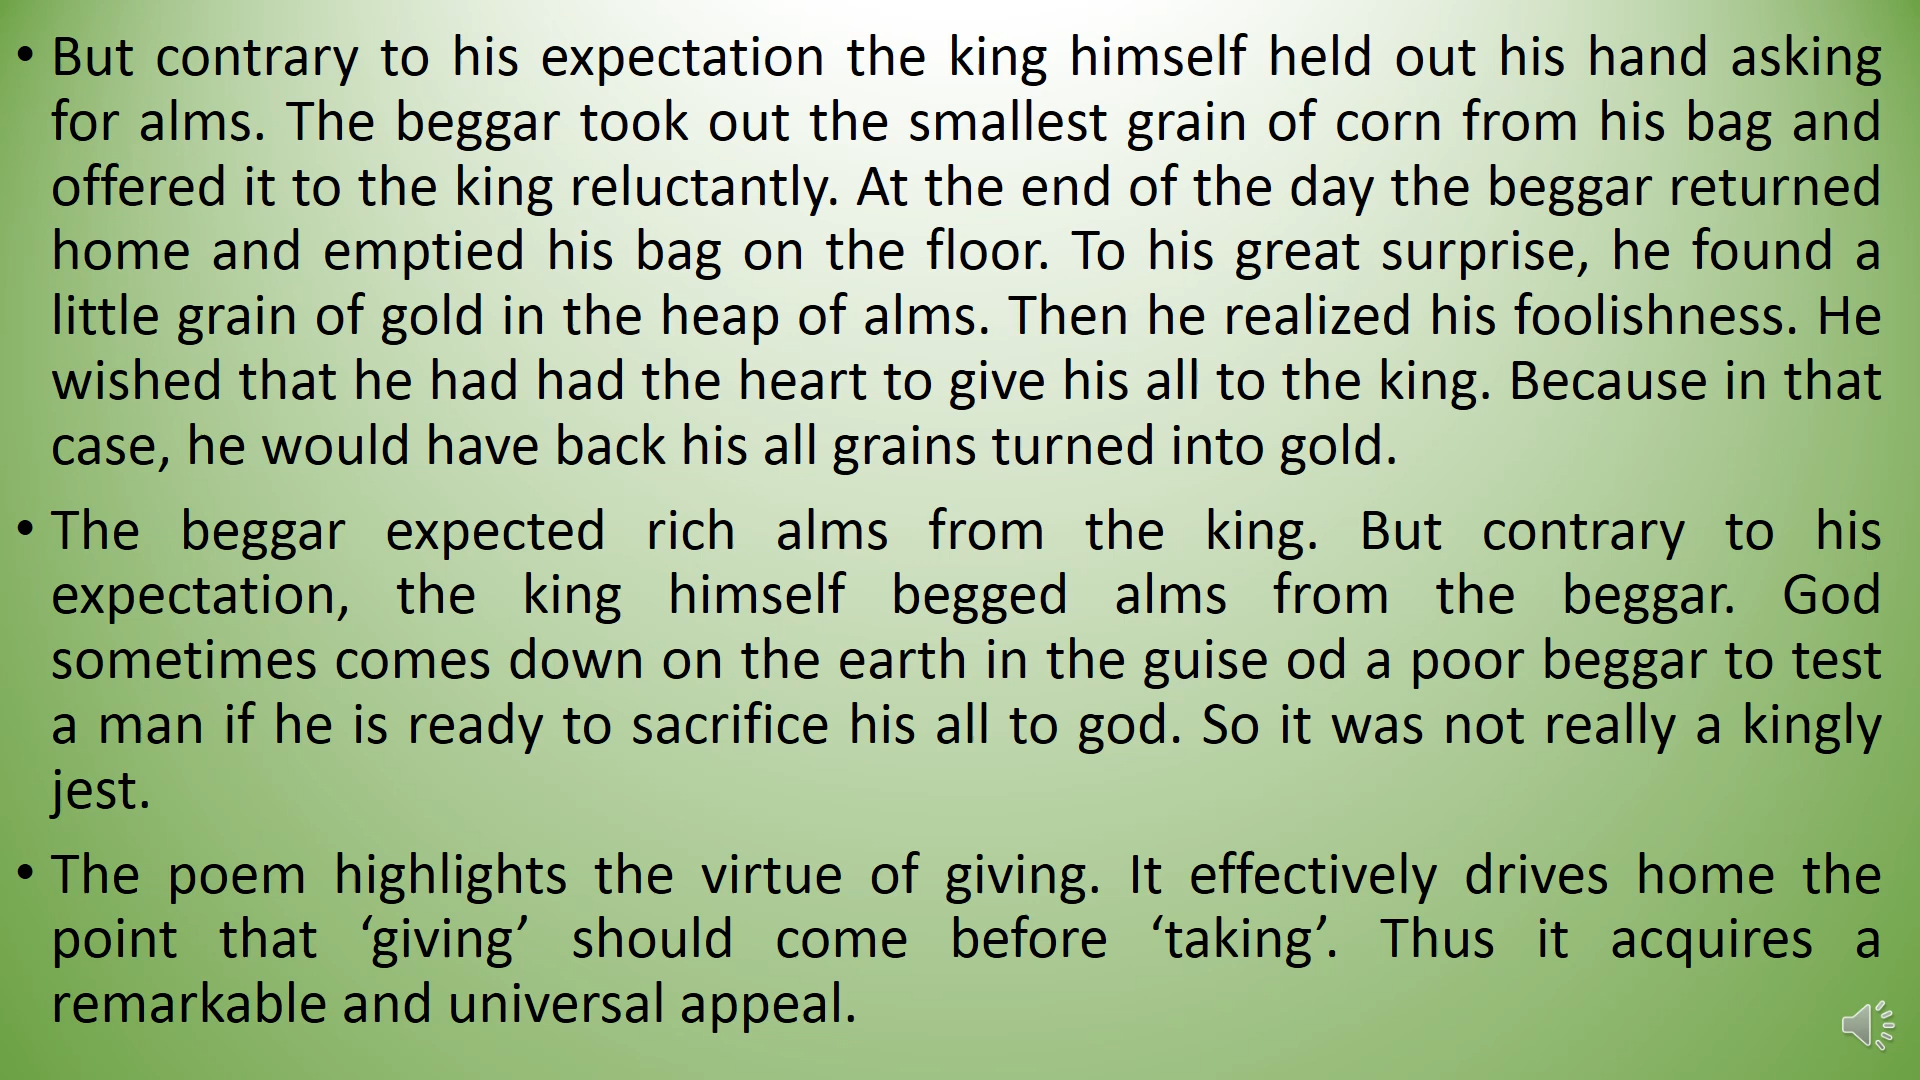 • But contrary to his expectation the king himself held out his hand asking
for alms. The beggar took out the smallest grain of corn from his bag and
offered it to the king reluctantly. At the end of the day the beggar returned
home and emptied his bag on the floor. To his great surprise, he found a
little grain of gold in the heap of alms. Then he realized his foolishness. He
wished that he had had the heart to give his all to the king. Because in that
case, he would have back his all grains turned into gold.
• The beggar expected rich alms from the king. But contrary to his
expectation, the king himself begged alms from the beggar. God
sometimes comes down on the earth in the guise od a poor beggar to test
a man if he is ready to sacrifice his all to god. So it was not really a kingly
jest.
• The poem highlights the virtue of giving. It effectively drives home the
point that ‘giving’ should come before ‘taking’. Thus it acquires a
remarkable and universal appeal.